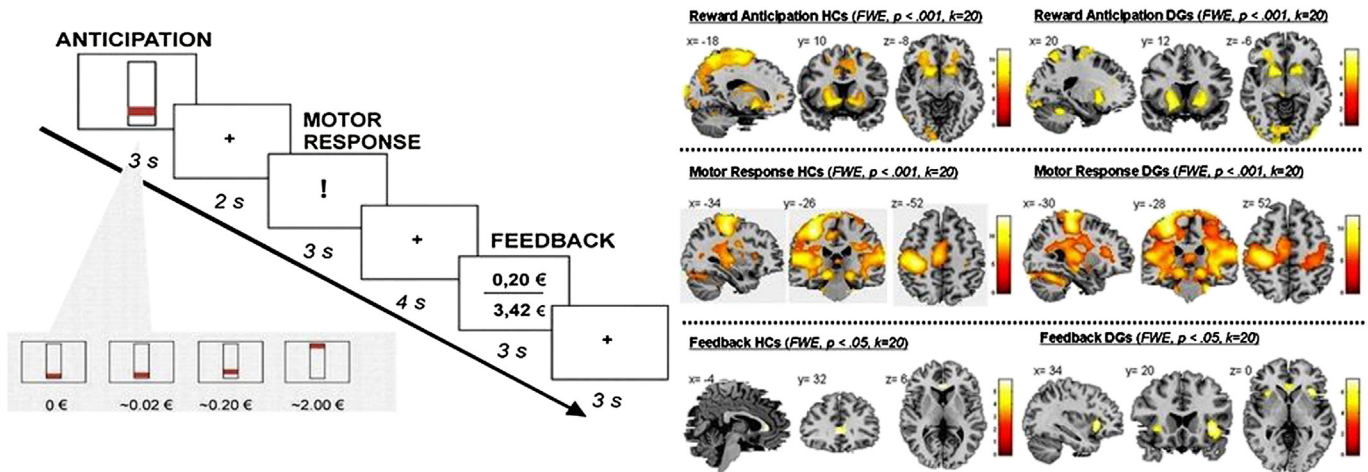 ANTICIPATION
+
MOTOR
RESPONSE
!
+
FEEDBACK
0,20 €
3,42 €
+
3 s
2 s
3 s
4 s
3 s
3 s
0 €
~0.02 €
~0.20 €
~2.00 €
Reward Anticipation HCs (FWE, p < .001, k=20)
x= -18
y= 10
z= -8
Reward Anticipation DGs (FWE, p < .001, k=20)
x= 20
y= 12
z= -6
Motor Response HCs (FWE, p < .001, k=20)
x= -34
y= -26
z= -52
Motor Response DGs (FWE, p < .001, k=20)
x= -30
y= -28
z= 52
Feedback HCs (FWE, p < .05, k=20)
x= -4
y= 32
z= 6
Feedback DGs (FWE, p < .05, k=20)
x= 34
y= 20
z= 0